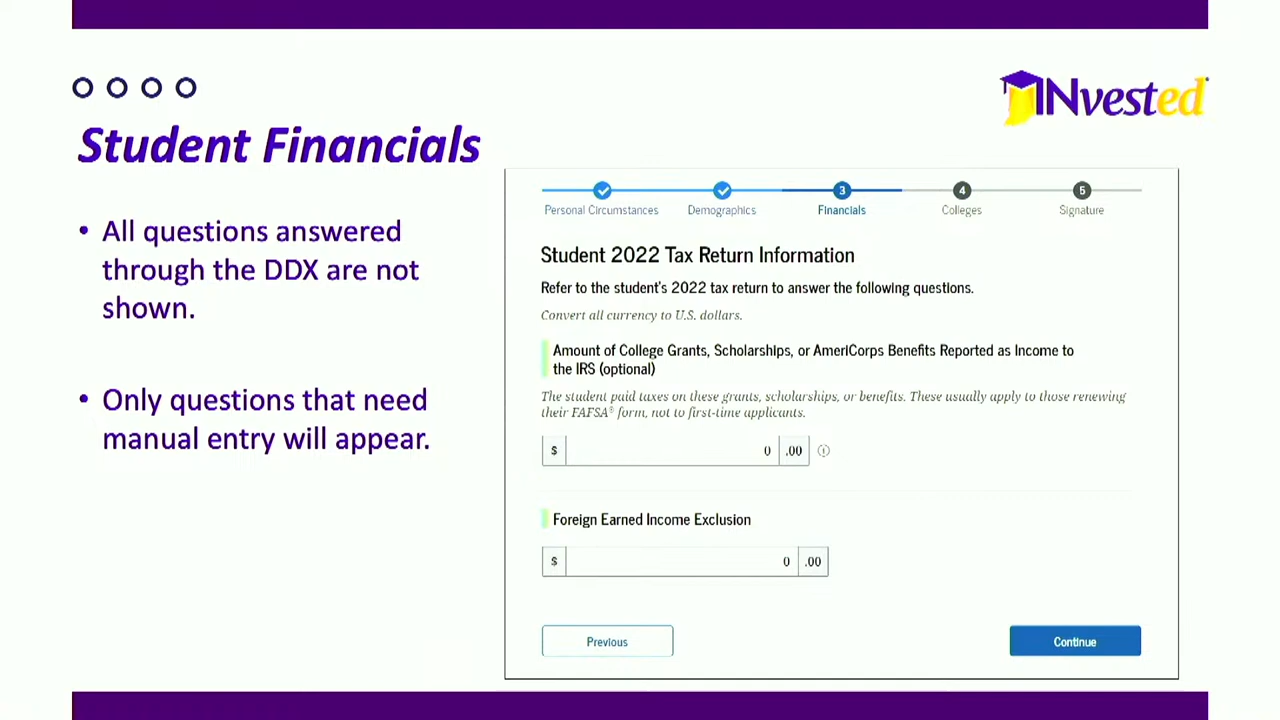 INvested
Student Financials
• All questions answered
through the DDX are not
shown.
• Only questions that need
manual entry will appear.
3
4
5
Personal Circumstances
Demographics
Financials
Colleges
Signature
Student 2022 Tax Return Information
Refer to the student's 2022 tax return to answer the following questions.
Convert all currency to U.S. dollars.
Amount of College Grants, Scholarships, or AmeriCorps Benefits Reported as Income to
the IRS (optional)
The student paid taxes on these grants, scholarships, or benefits. These usually apply to those renewing
their FAFSA® form, not to first-time applicants.
$ 0 .00
Foreign Earned Income Exclusion
$ 0 .00
Previous
Continue